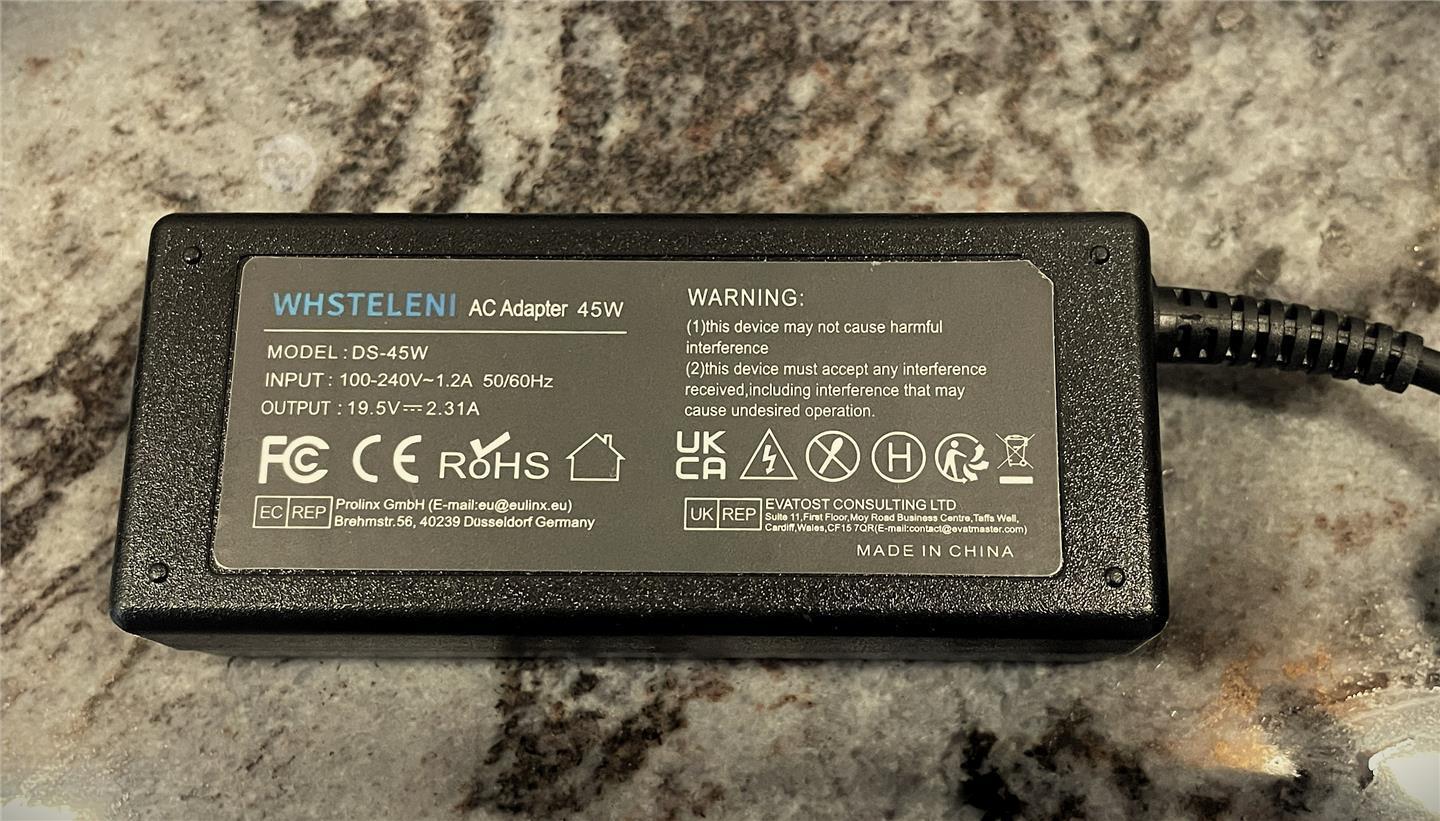 WHSTELENI AC Adapter 45W
MODEL : DS-45W
INPUT : 100-240V~1.2A 50/60Hz
OUTPUT : 19.5V⎓2.31A
FC CE RoHS
EC REP Prolinx GmbH (E-mail:eu@eulinx.eu)
Brehmstr.56, 40239 Düsseldorf Germany
WARNING:
(1)this device may not cause harmful
interference
(2)this device must accept any interference
received,including interference that may
cause undesired operation.
UK
CA
H
UK REP EVATOST CONSULTING LTD
Suite 11,First Floor,Moy Road Business Centre,Taffs Well,
Cardiff,Wales,CF15 7QR(E-mail:contact@evatmaster.com)
MADE IN CHINA